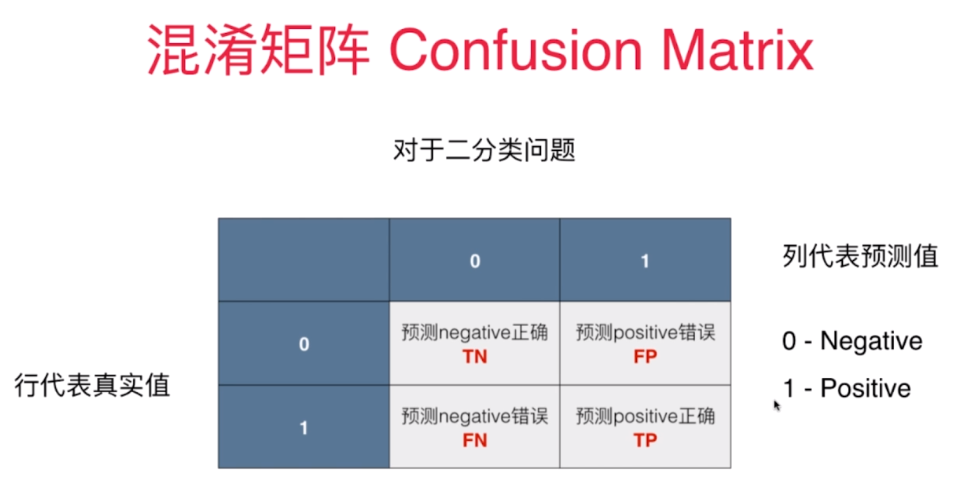 混淆矩阵 Confusion Matrix
对于二分类问题
0
1
列代表预测值
0
预测negative正确
TN
预测positive错误
FP
0 - Negative
行代表真实值
1 - Positive
1
预测negative错误
FN
预测positive正确
TP